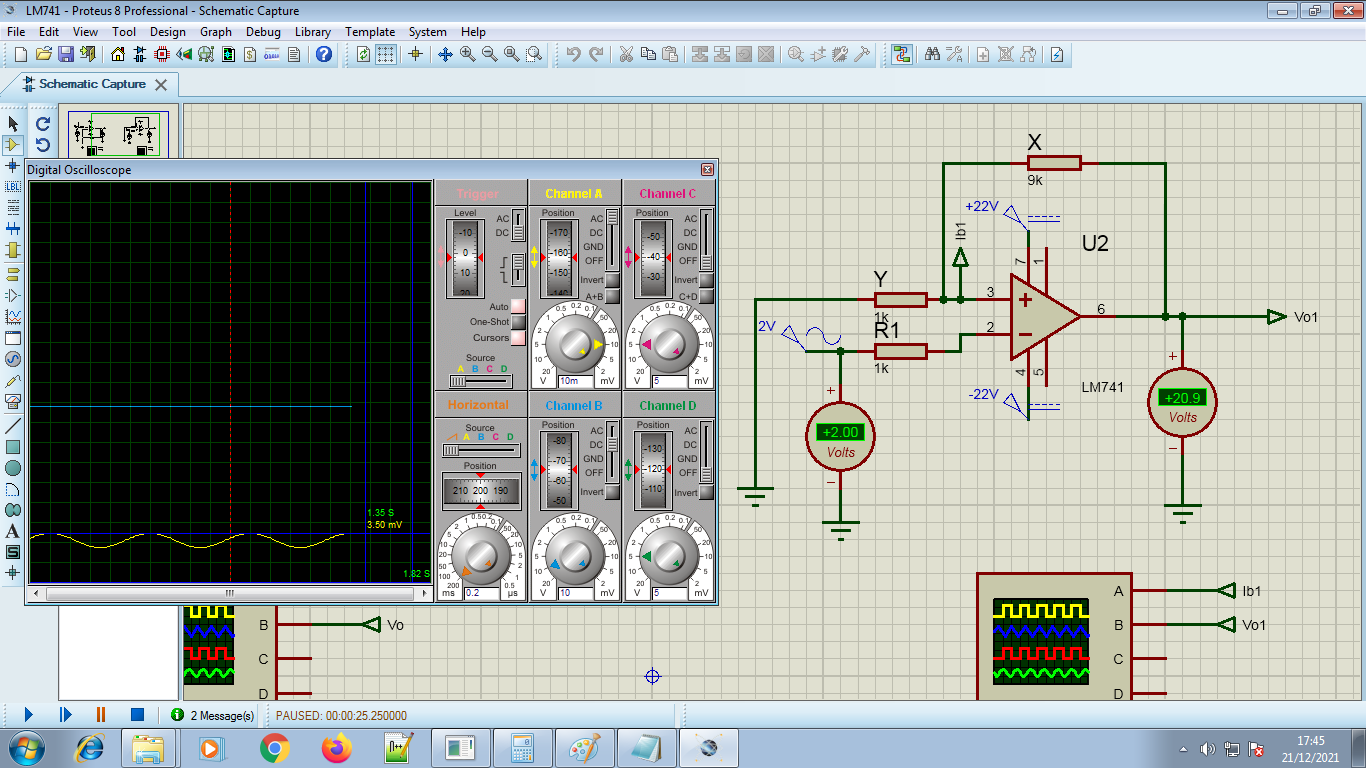 LM741 - Proteus 8 Professional - Schematic Capture
File Edit View Tool Design Graph Debug Library Template System Help
Schematic Capture
Digital Oscilloscope
Trigger
Level
-10
0
10
20
AC
DC
Auto
One-Shot
Cursors
Source
A B C D
Channel A
Position
-170
-160
-150
-140
AC
DC
GND
OFF
Invert
A+B
V 10m mV
Channel C
Position
-50
-40
-30
AC
DC
GND
OFF
Invert
C+D
V 5 mV
Horizontal
Source
A B C D
Position
210 200 190
ms 0.2 µs
Channel B
Position
-80
-70
-60
-50
AC
DC
GND
OFF
Invert
V 10 mV
Channel D
Position
-130
-120
-110
AC
DC
GND
OFF
Invert
V 5 mV
1.35 S
3.50 mV
1.82 S
X
9k
+22V
Ib1
U2
7
1
Y
1k
3
6
Vo1
2V
R1
1k
2
4
5
LM741
-22V
+2.00
Volts
+20.9
Volts
A Ib1
B Vo1
C
D
B Vo
C
D
2 Message(s)
PAUSED: 00:00:25.250000
17:45
21/12/2021